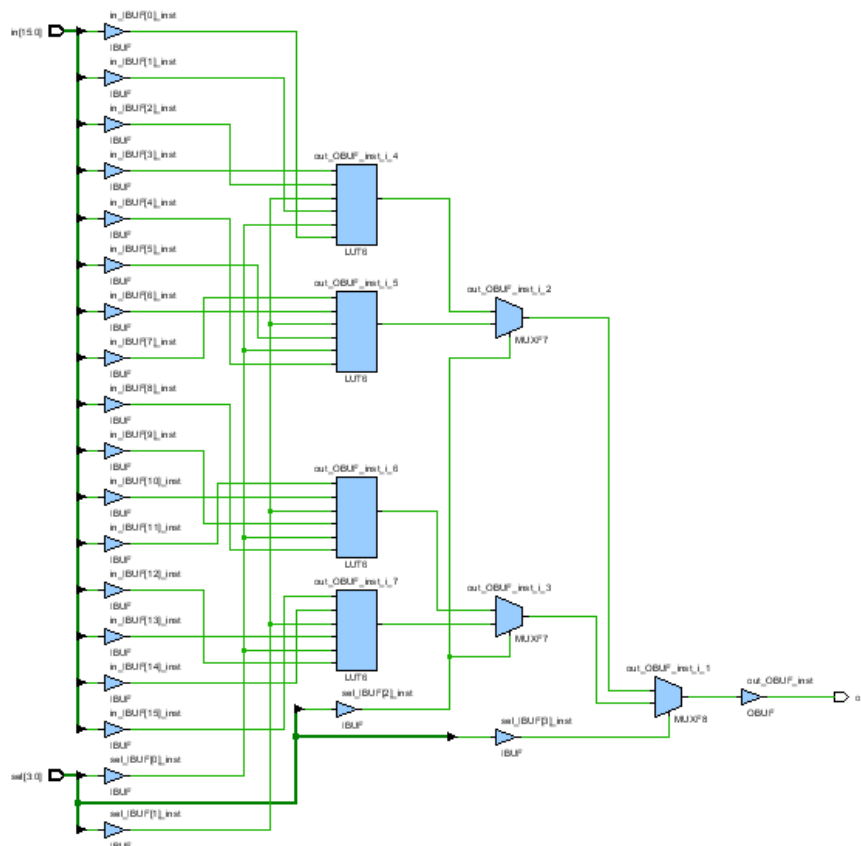 in[15:0]
in_IBUF[0]_inst
IBUF
in_IBUF[1]_inst
IBUF
in_IBUF[2]_inst
IBUF
in_IBUF[3]_inst
IBUF
in_IBUF[4]_inst
IBUF
in_IBUF[5]_inst
IBUF
in_IBUF[6]_inst
IBUF
in_IBUF[7]_inst
IBUF
in_IBUF[8]_inst
IBUF
in_IBUF[9]_inst
IBUF
in_IBUF[10]_inst
IBUF
in_IBUF[11]_inst
IBUF
in_IBUF[12]_inst
IBUF
in_IBUF[13]_inst
IBUF
in_IBUF[14]_inst
IBUF
in_IBUF[15]_inst
IBUF
sel[3:0]
sel_IBUF[0]_inst
IBUF
sel_IBUF[1]_inst
IBUF
out_OBUF_inst_i_4
LUT6
out_OBUF_inst_i_5
LUT6
out_OBUF_inst_i_6
LUT6
out_OBUF_inst_i_7
LUT6
sel_IBUF[2]_inst
IBUF
out_OBUF_inst_i_2
MUXF7
out_OBUF_inst_i_3
MUXF7
sel_IBUF[3]_inst
IBUF
out_OBUF_inst_i_1
MUXF8
out_OBUF_inst
OBUF
o